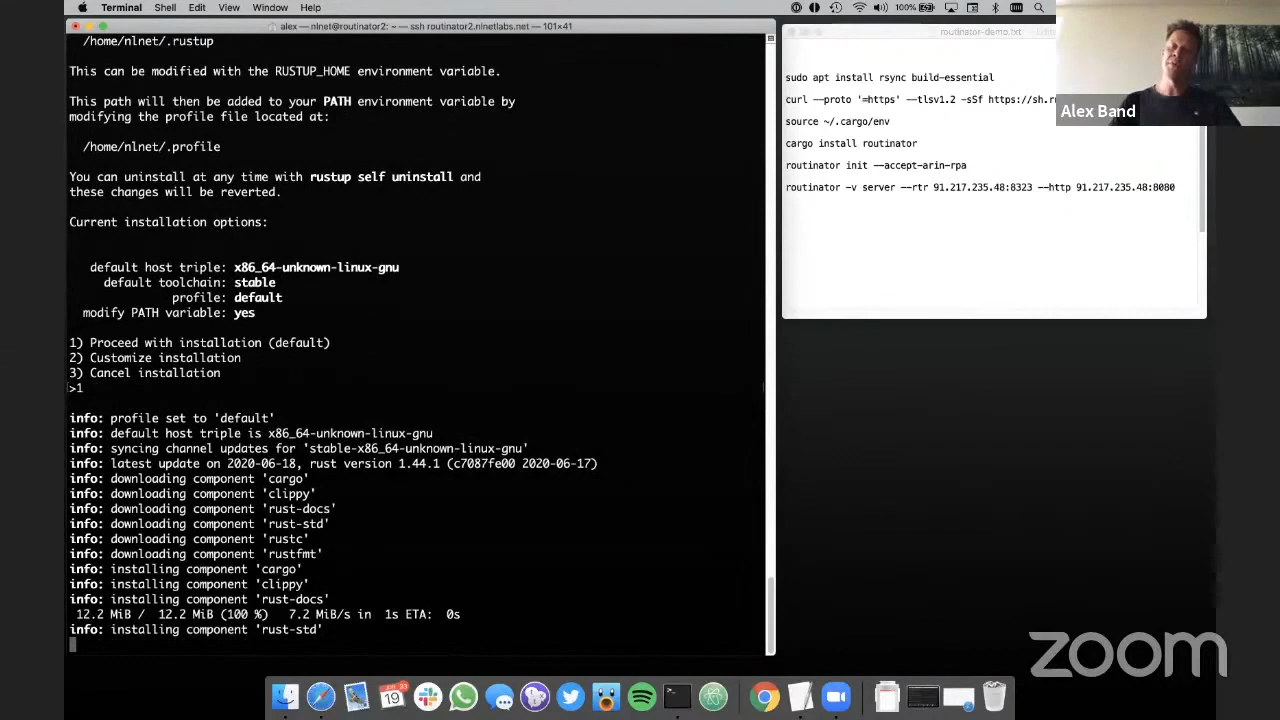 Terminal Shell Edit View Window Help
100%
alex — nlnet@routinator2: ~ — ssh routinator2.nlnetlabs.net — 101×41
/home/nlnet/.rustup
This can be modified with the RUSTUP_HOME environment variable.
This path will then be added to your PATH environment variable by
modifying the profile file located at:
/home/nlnet/.profile
You can uninstall at any time with rustup self uninstall and
these changes will be reverted.
Current installation options:
default host triple: x86_64-unknown-linux-gnu
default toolchain: stable
profile: default
modify PATH variable: yes
1) Proceed with installation (default)
2) Customize installation
3) Cancel installation
>1
info: profile set to 'default'
info: default host triple is x86_64-unknown-linux-gnu
info: syncing channel updates for 'stable-x86_64-unknown-linux-gnu'
info: latest update on 2020-06-18, rust version 1.44.1 (c7087fe00 2020-06-17)
info: downloading component 'cargo'
info: downloading component 'clippy'
info: downloading component 'rust-docs'
info: downloading component 'rust-std'
info: downloading component 'rustc'
info: downloading component 'rustfmt'
info: installing component 'cargo'
info: installing component 'clippy'
info: installing component 'rust-docs'
12.2 MiB / 12.2 MiB (100 %) 7.2 MiB/s in 1s ETA: 0s
info: installing component 'rust-std'
routinator-demo.txt
sudo apt install rsync build-essential
curl --proto '=https' --tlsv1.2 -sSf https://sh.r
source ~/.cargo/env
cargo install routinator
routinator init --accept-arin-rpa
routinator -v server --rtr 91.217.235.48:8323 --http 91.217.235.48:8080
Alex Band
zoom
19